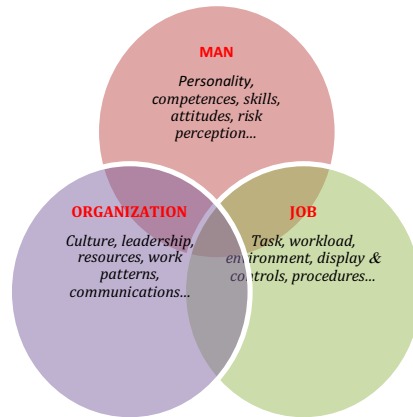 MAN
Personality,
competences, skills,
attitudes, risk
perception...
ORGANIZATION
Culture, leadership,
resources, work
patterns,
communications...
JOB
Task, workload,
environment, display &
controls, procedures...